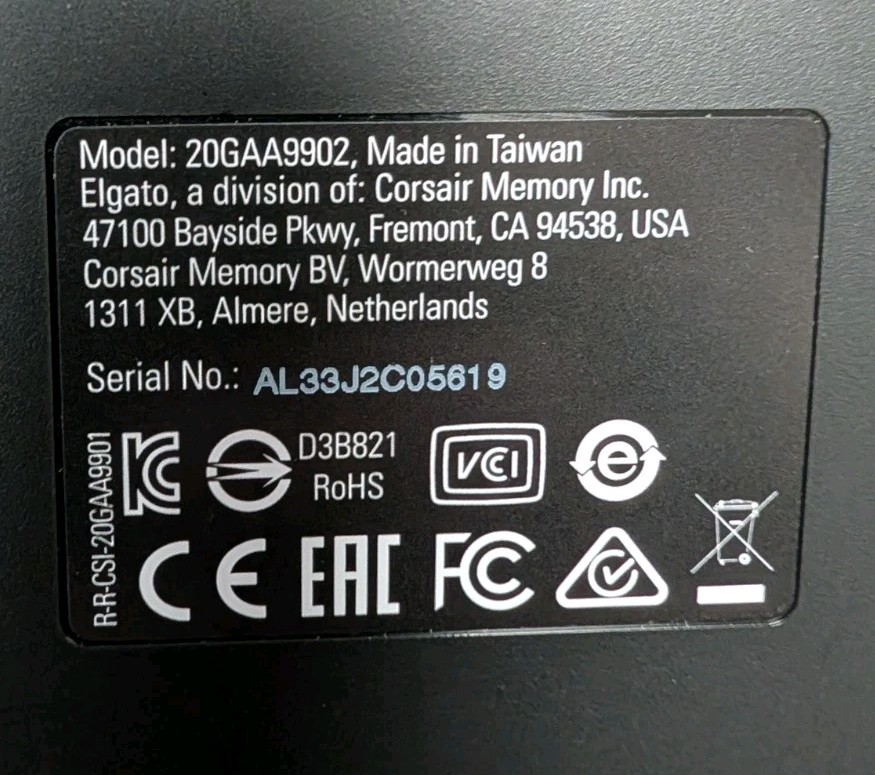 Model: 20GAA9902, Made in Taiwan
Elgato, a division of: Corsair Memory Inc.
47100 Bayside Pkwy, Fremont, CA 94538, USA
Corsair Memory BV, Wormerweg 8
1311 XB, Almere, Netherlands
Serial No.: AL33J2C05619
R-R-CSI-20GAA9901
KC
D3B821
RoHS
VCI
e
CE
EAC
FC